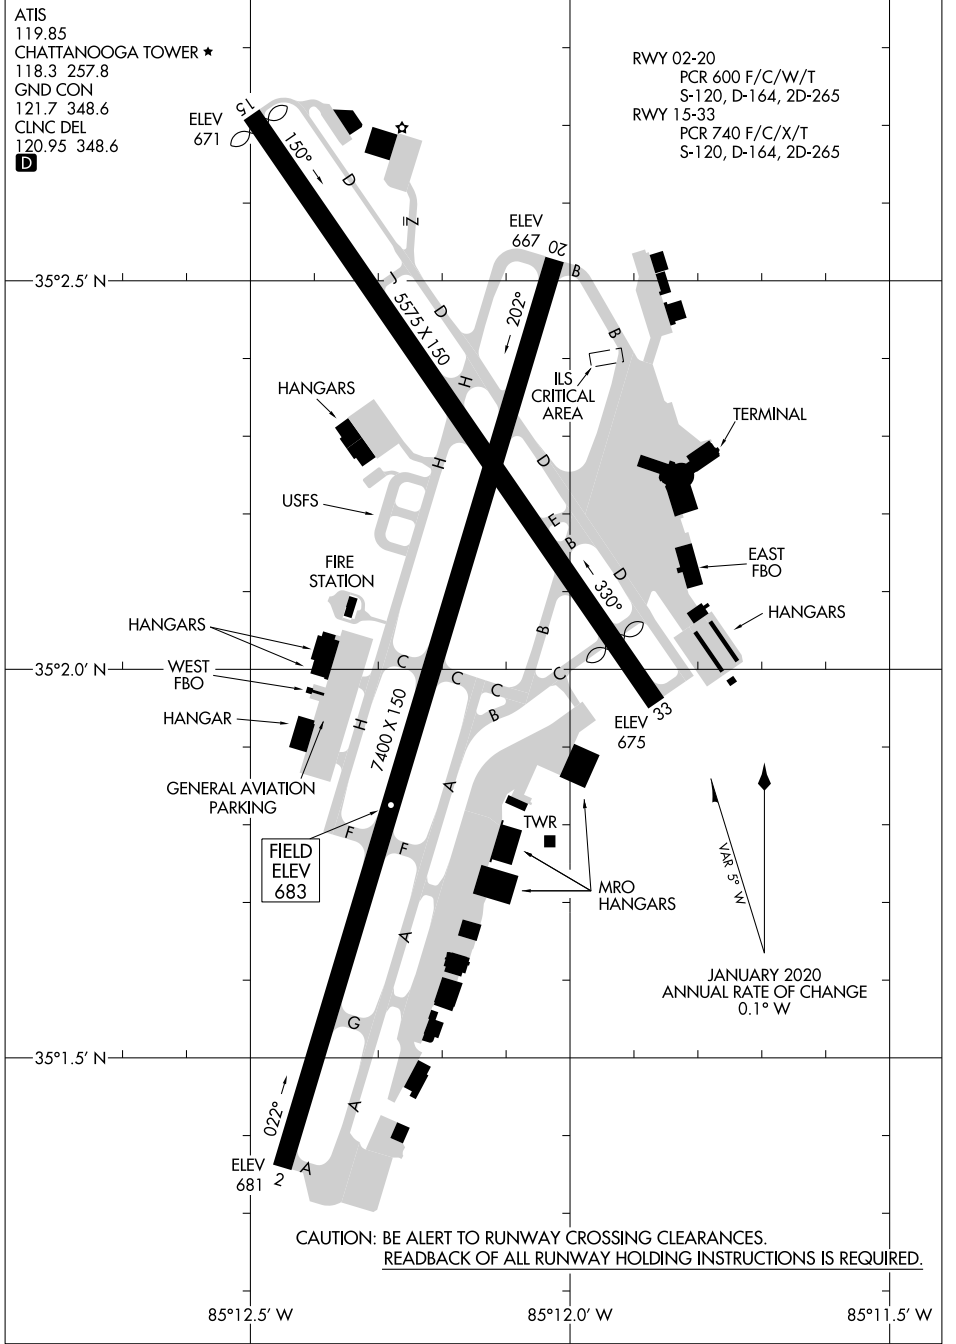 ATIS
119.85
CHATTANOOGA TOWER ★
118.3 257.8
GND CON
121.7 348.6
CLNC DEL
120.95 348.6
D
RWY 02-20
PCR 600 F/C/W/T
S-120, D-164, 2D-265
RWY 15-33
PCR 740 F/C/X/T
S-120, D-164, 2D-265
15
ELEV
671
150°
D
Z
ELEV
667
20
B
35°2.5' N
J
D
5575 X 150
202°
B
H
ILS
CRITICAL
AREA
HANGARS
TERMINAL
H
D
USFS
E
B
EAST
FBO
FIRE
STATION
D
330°
HANGARS
HANGARS
B
35°2.0' N
WEST
FBO
C
C
C
C
B
HANGAR
H
7400 X 150
ELEV
675
33
GENERAL AVIATION
PARKING
A
F
F
TWR
FIELD
ELEV
683
VAR 5° W
MRO
HANGARS
A
JANUARY 2020
ANNUAL RATE OF CHANGE
0.1° W
G
35°1.5' N
022°
A
ELEV
681
2
A
CAUTION: BE ALERT TO RUNWAY CROSSING CLEARANCES.
READBACK OF ALL RUNWAY HOLDING INSTRUCTIONS IS REQUIRED.
85°12.5' W
85°12.0' W
85°11.5' W